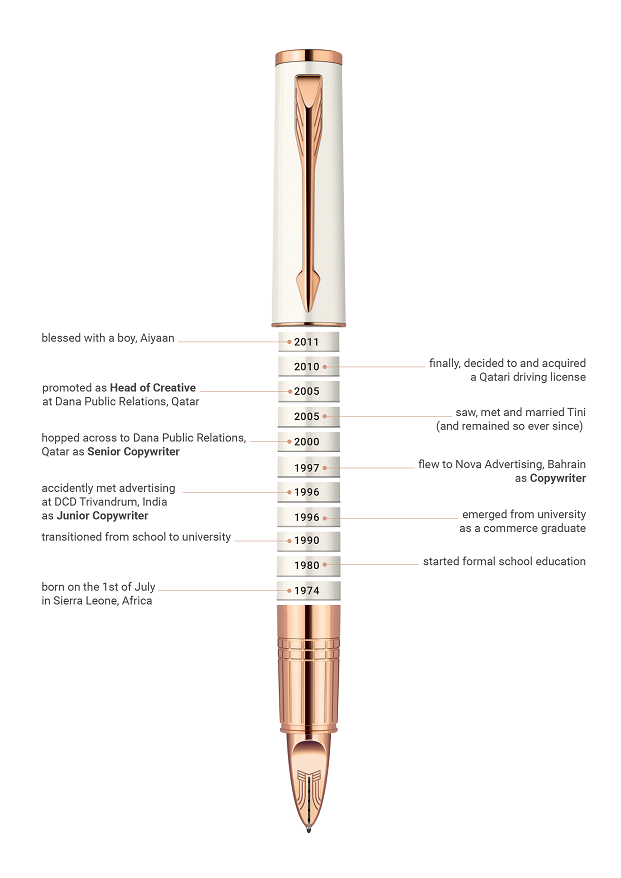 blessed with a boy, Aiyaan
2011
2010
finally, decided to and acquired
a Qatari driving license
promoted as Head of Creative
at Dana Public Relations, Qatar
2005
2005
saw, met and married Tini
(and remained so ever since)
hopped across to Dana Public Relations,
Qatar as Senior Copywriter
2000
1997
flew to Nova Advertising, Bahrain
as Copywriter
accidently met advertising
at DCD Trivandrum, India
as Junior Copywriter
1996
1996
emerged from university
as a commerce graduate
transitioned from school to university
1990
1980
started formal school education
born on the 1st of July
in Sierra Leone, Africa
1974